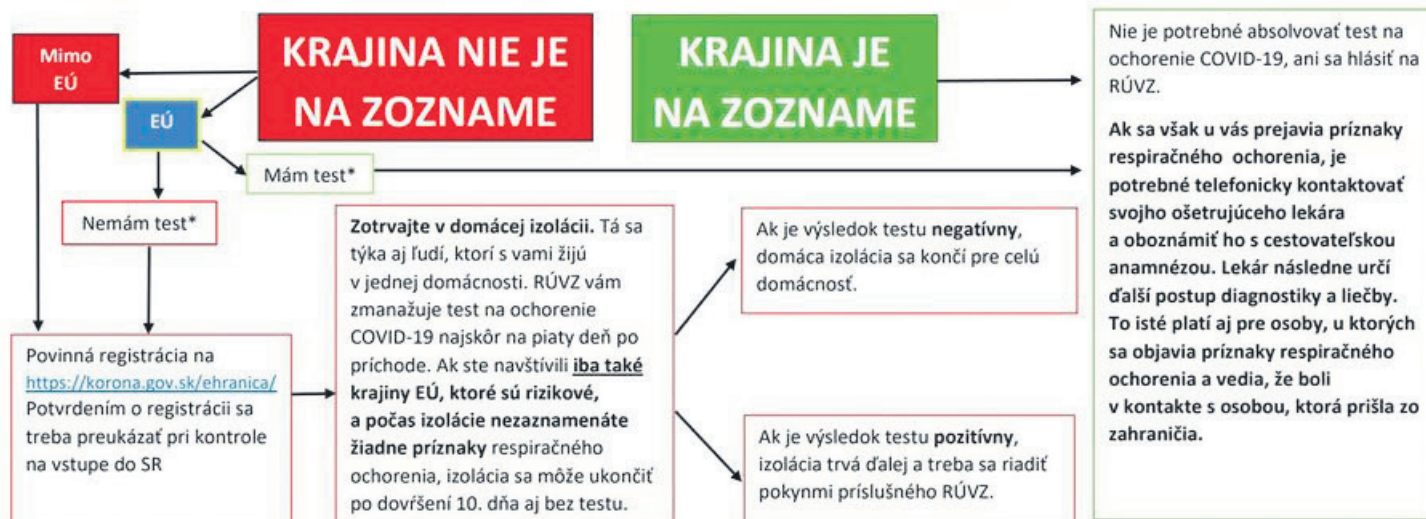 Mimo
EÚ
KRAJINA NIE JE
NA ZOZNAME
KRAJINA JE
NA ZOZNAME
EÚ
Mám test*
Nemám test*
Povinná registrácia na
https://korona.gov.sk/ehranica/
Potvrdením o registrácii sa
treba preukázať pri kontrole
na vstupe do SR
Zotrvajte v domácej izolácii. Tá sa
týka aj ľudí, ktorí s vami žijú
v jednej domácnosti. RÚVZ vám
zmanažuje test na ochorenie
COVID-19 najskôr na piaty deň po
príchode. Ak ste navštívili iba také
krajiny EÚ, ktoré sú rizikové,
a počas izolácie nezaznamenáte
žiadne príznaky respiračného
ochorenia, izolácia sa môže ukončiť
po dovŕšení 10. dňa aj bez testu.
Ak je výsledok testu negatívny,
domáca izolácia sa končí pre celú
domácnosť.
Ak je výsledok testu pozitívny,
izolácia trvá ďalej a treba sa riadiť
pokynmi príslušného RÚVZ.
Nie je potrebné absolvovať test na
ochorenie COVID-19, ani sa hlásiť na
RÚVZ.
Ak sa však u vás prejavia príznaky
respiračného ochorenia, je
potrebné telefonicky kontaktovať
svojho ošetrujúceho lekára
a oboznámiť ho s cestovateľskou
anamnézou. Lekár následne určí
ďalší postup diagnostiky a liečby.
To isté platí aj pre osoby, u ktorých
sa objavia príznaky respiračného
ochorenia a vedia, že boli
v kontakte s osobou, ktorá prišla zo
zahraničia.